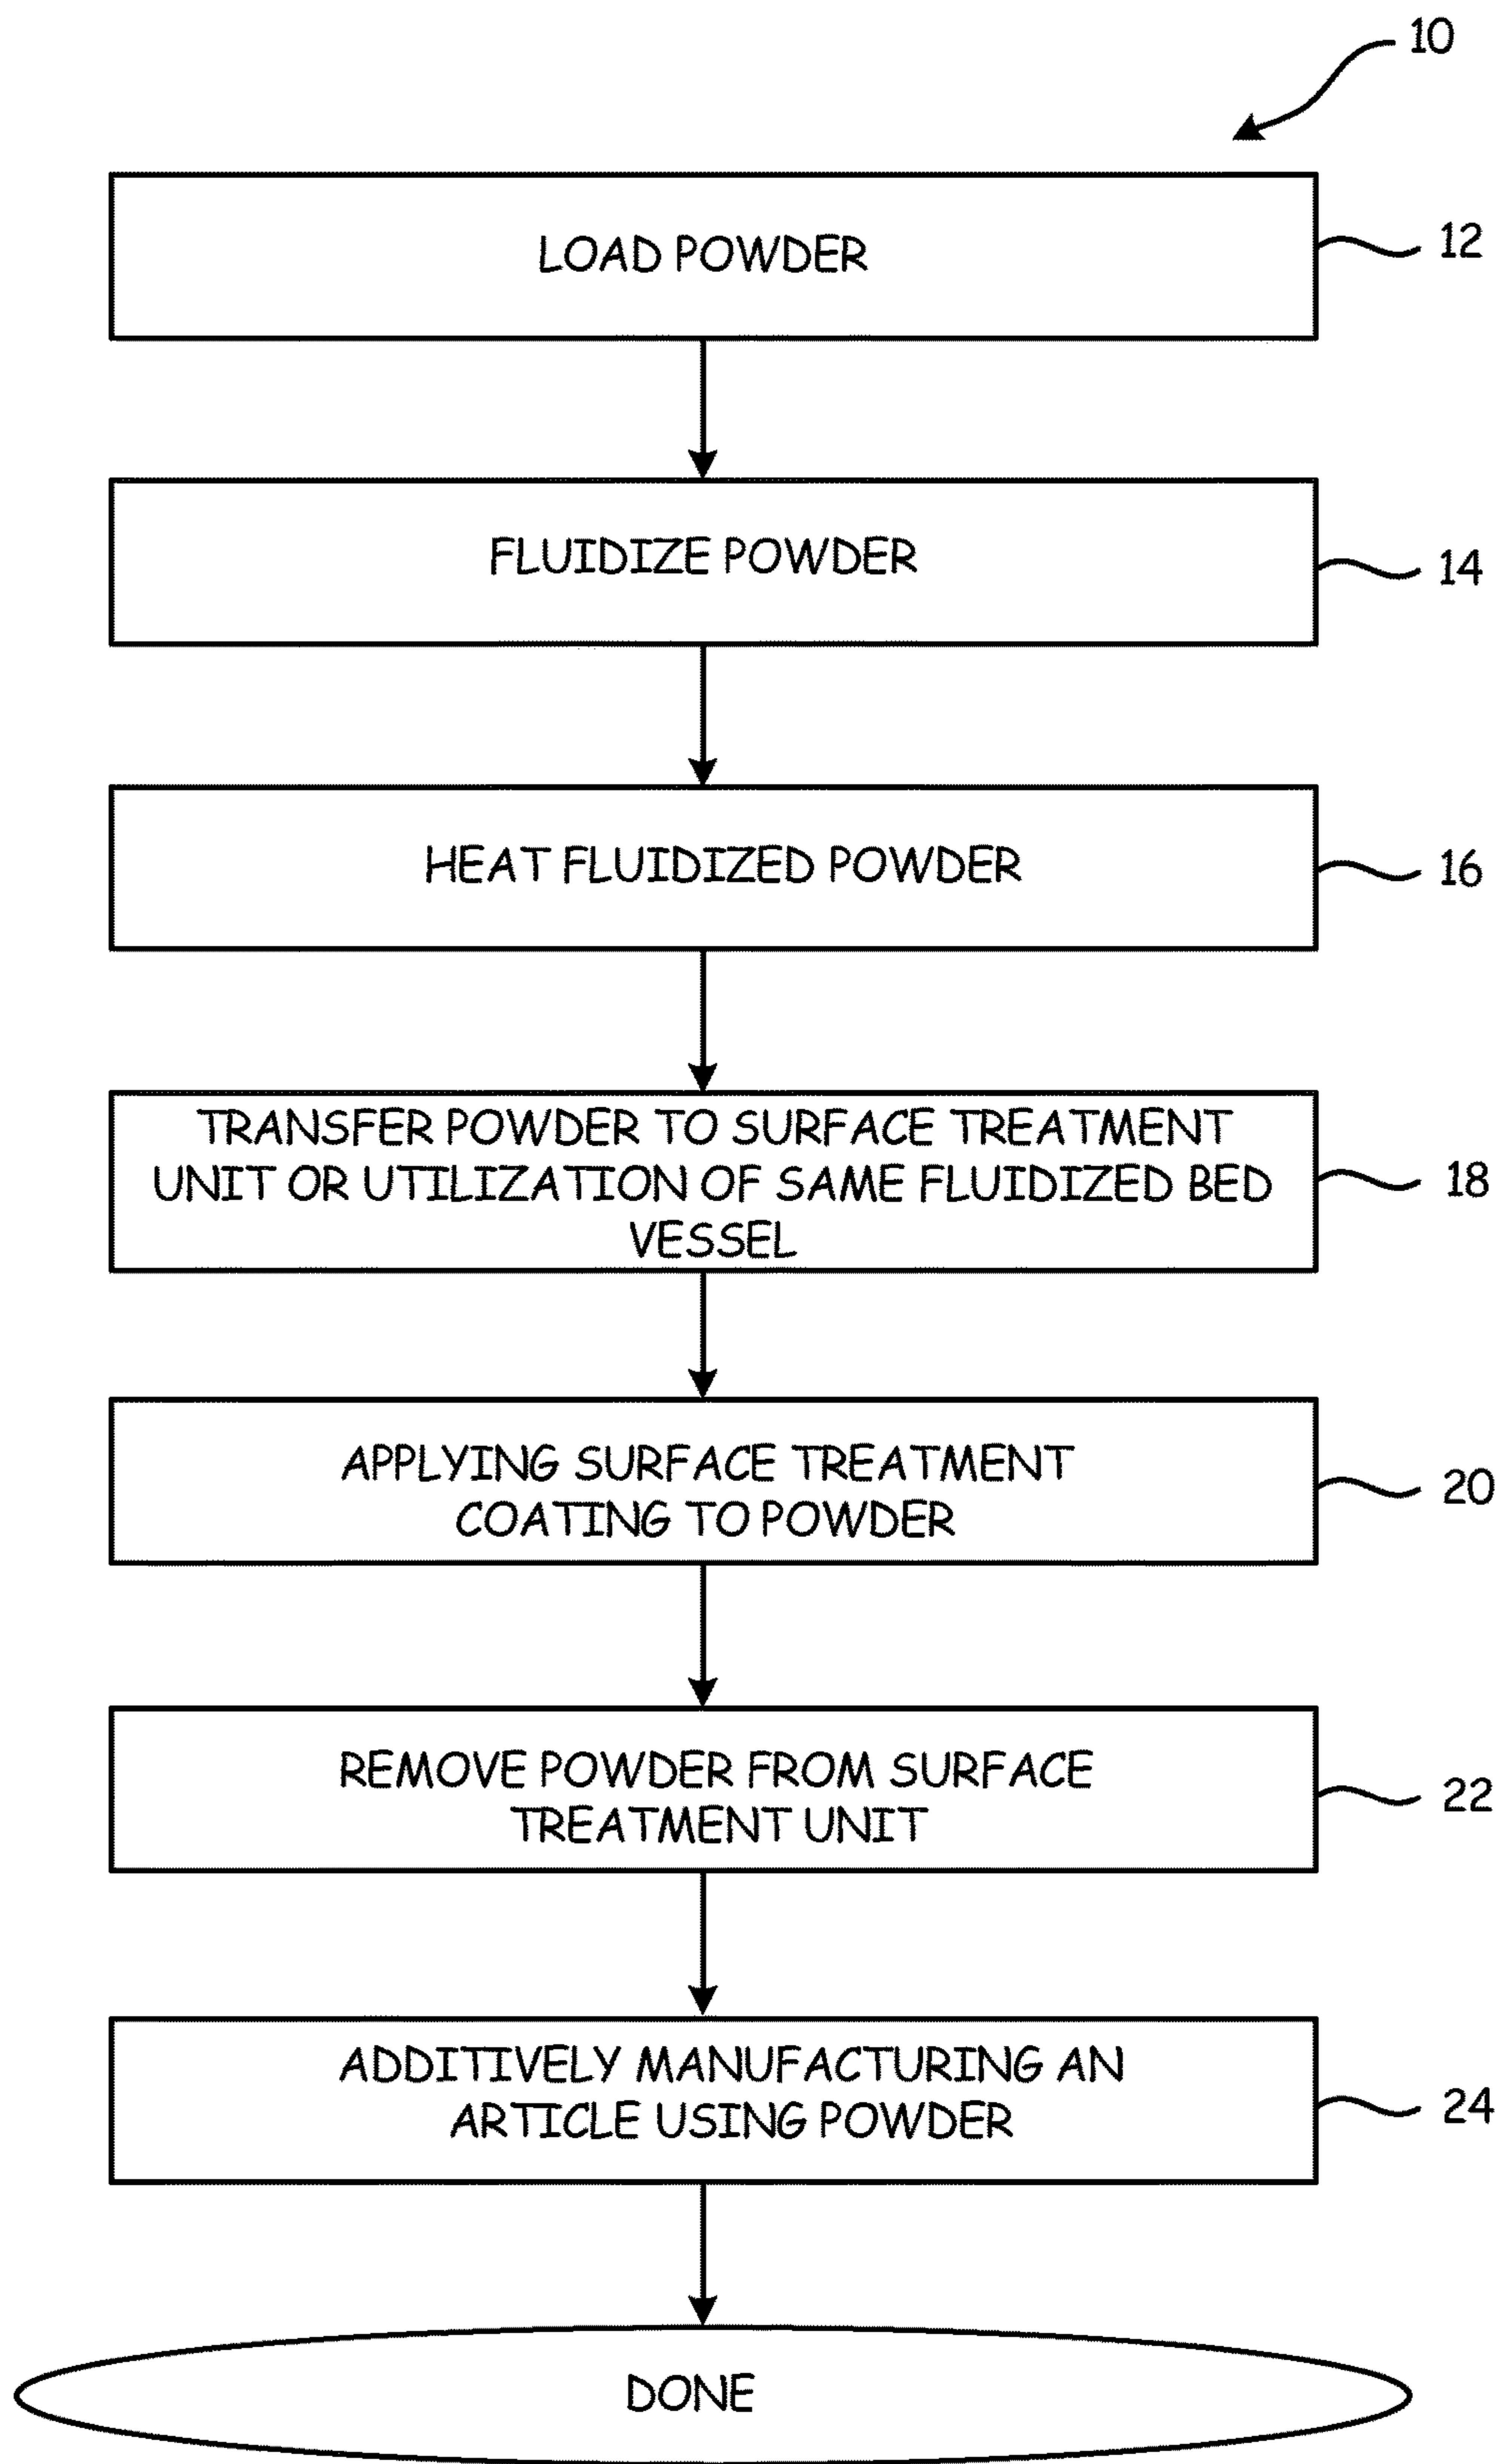 10
LOAD POWDER
12
FLUIDIZE POWDER
14
HEAT FLUIDIZED POWDER
16
TRANSFER POWDER TO SURFACE TREATMENT
UNIT OR UTILIZATION OF SAME FLUIDIZED BED
VESSEL
18
APPLYING SURFACE TREATMENT
COATING TO POWDER
20
REMOVE POWDER FROM SURFACE
TREATMENT UNIT
22
ADDITIVELY MANUFACTURING AN
ARTICLE USING POWDER
24
DONE